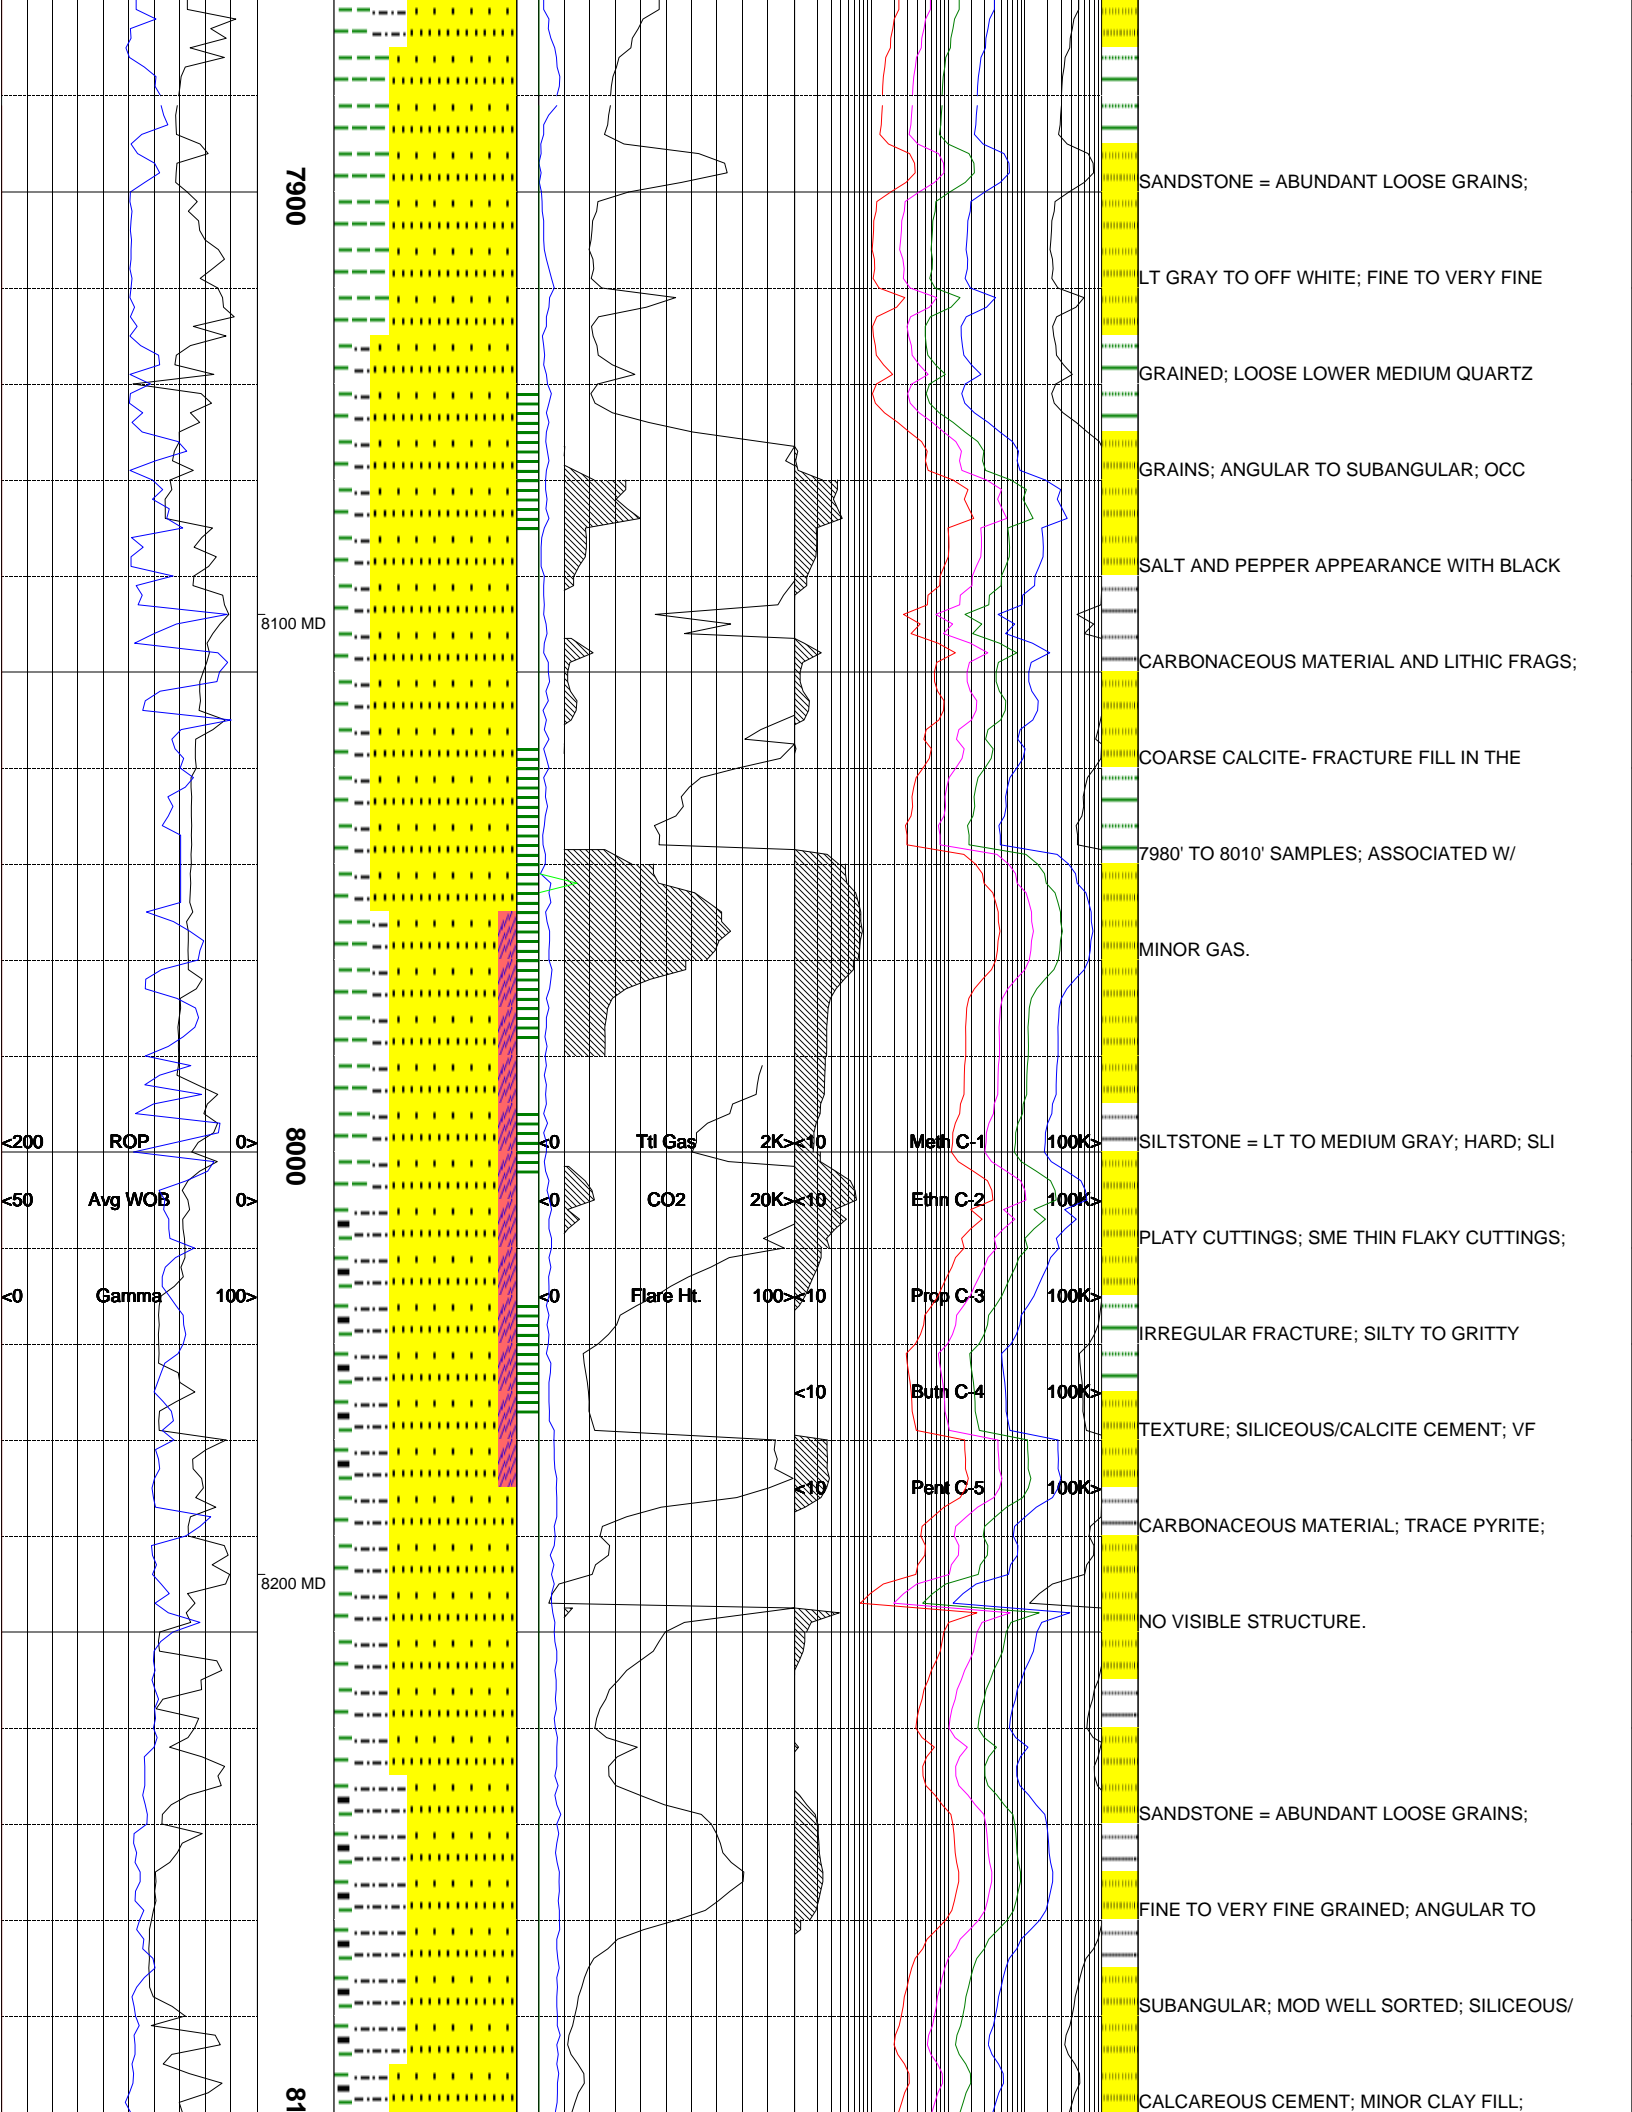 7900
SANDSTONE = ABUNDANT LOOSE GRAINS;
LT GRAY TO OFF WHITE; FINE TO VERY FINE
GRAINED; LOOSE LOWER MEDIUM QUARTZ
GRAINS; ANGULAR TO SUBANGULAR; OCC
SALT AND PEPPER APPEARANCE WITH BLACK
8100 MD
CARBONACEOUS MATERIAL AND LITHIC FRAGS;
COARSE CALCITE- FRACTURE FILL IN THE
7980' TO 8010' SAMPLES; ASSOCIATED W/
MINOR GAS.
<200 ROP 0>
8000
<0 Ttl Gas 2K>
<10 Meth C-1 100K>
SILTSTONE = LT TO MEDIUM GRAY; HARD; SLI
<50 Avg WOB 0>
<0 CO2 20K>
<10 Ethn C-2 100K>
PLATY CUTTINGS; SME THIN FLAKY CUTTINGS;
<0 Gamma 100>
<0 Flare Ht. 100>
<10 Prop C-3 100K>
IRREGULAR FRACTURE; SILTY TO GRITTY
<10 Butn C-4 100K>
TEXTURE; SILICEOUS/CALCITE CEMENT; VF
<10 Pent C-5 100K>
CARBONACEOUS MATERIAL; TRACE PYRITE;
8200 MD
NO VISIBLE STRUCTURE.
SANDSTONE = ABUNDANT LOOSE GRAINS;
FINE TO VERY FINE GRAINED; ANGULAR TO
SUBANGULAR; MOD WELL SORTED; SILICEOUS/
81
CALCAREOUS CEMENT; MINOR CLAY FILL;